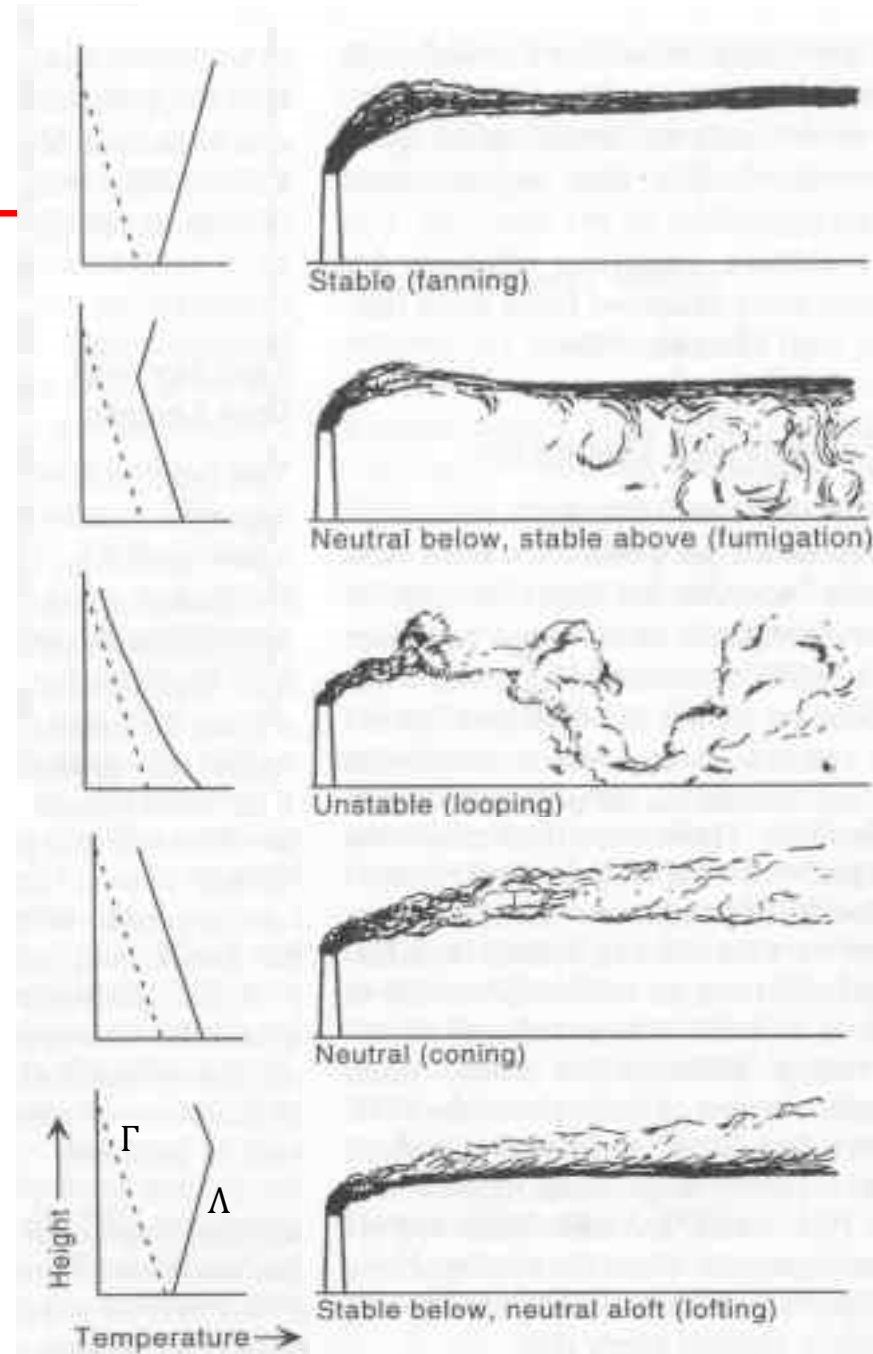 Stable (fanning)
Neutral below, stable above (fumigation)
Unstable (looping)
Neutral (coning)
Γ
Λ
Height
Stable below, neutral aloft (lofting)
Temperature